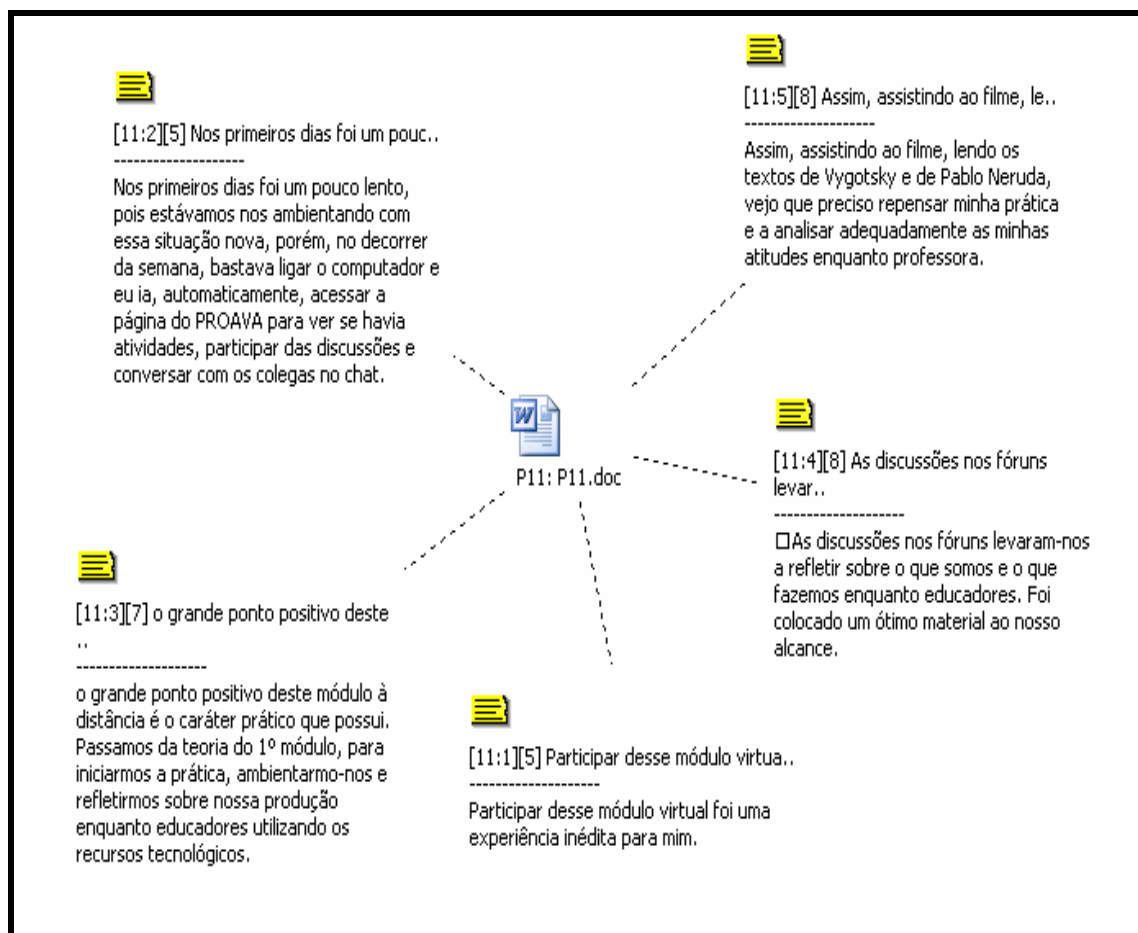 [11:2][5] Nos primeiros dias foi um pouc..
--------------------
Nos primeiros dias foi um pouco lento,
pois estávamos nos ambientando com
essa situação nova, porém, no decorrer
da semana, bastava ligar o computador e
eu ia, automaticamente, acessar a
página do PROAVA para ver se havia
atividades, participar das discussões e
conversar com os colegas no chat.
[11:5][8] Assim, assistindo ao filme, le..
--------------------
Assim, assistindo ao filme, lendo os
textos de Vygotsky e de Pablo Neruda,
vejo que preciso repensar minha prática
e a analisar adequadamente as minhas
atitudes enquanto professora.
W
P11: P11.doc
[11:4][8] As discussões nos fóruns
levar..
--------------------
□As discussões nos fóruns levaram-nos
a refletir sobre o que somos e o que
fazemos enquanto educadores. Foi
colocado um ótimo material ao nosso
alcance.
[11:3][7] o grande ponto positivo deste
..
--------------------
o grande ponto positivo deste módulo à
distância é o caráter prático que possui.
Passamos da teoria do 1º módulo, para
iniciarmos a prática, ambientarmo-nos e
refletirmos sobre nossa produção
enquanto educadores utilizando os
recursos tecnológicos.
[11:1][5] Participar desse módulo virtua..
--------------------
Participar desse módulo virtual foi uma
experiência inédita para mim.